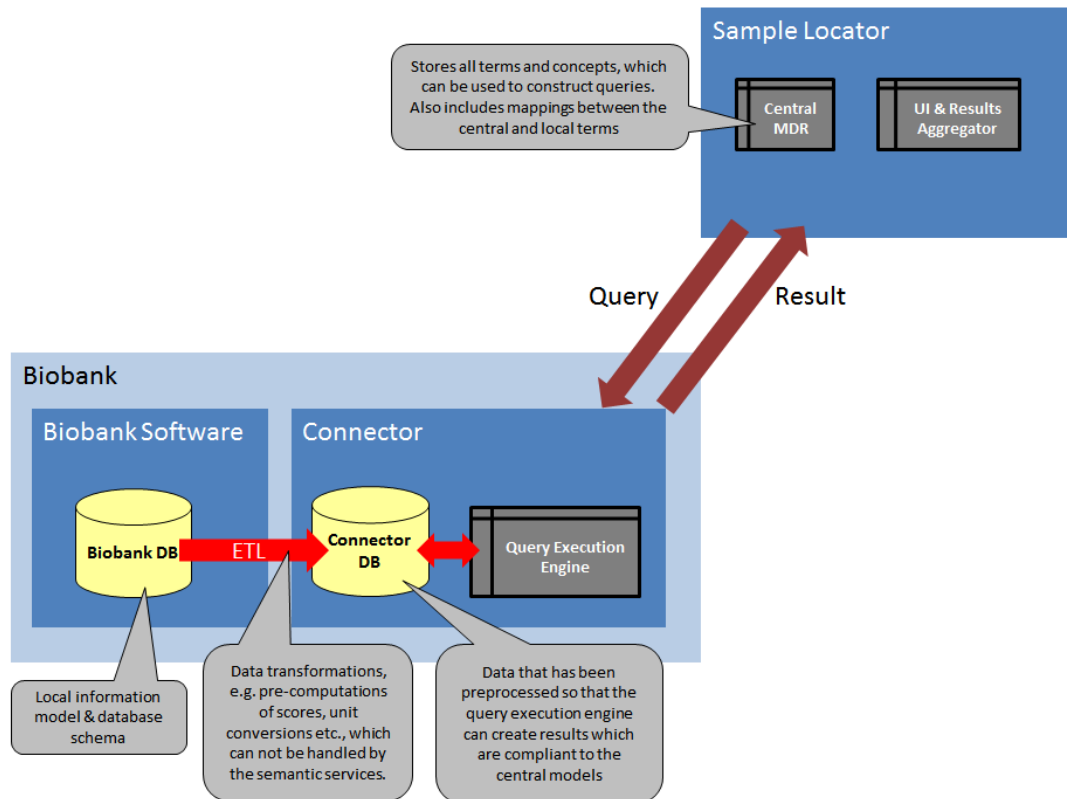 Sample Locator
Stores all terms and concepts, which
can be used to construct queries.
Also includes mappings between the
central and local terms
Central
MDR
UI & Results
Aggregator
Query
Result
Biobank
Biobank Software
Connector
Biobank DB
ETL
Connector
DB
Query Execution
Engine
Local information
model & database
schema
Data transformations,
e.g. pre-computations
of scores, unit
conversions etc., which
can not be handled by
the semantic services.
Data that has been
preprocessed so that the
query execution engine
can create results which
are compliant to the
central models